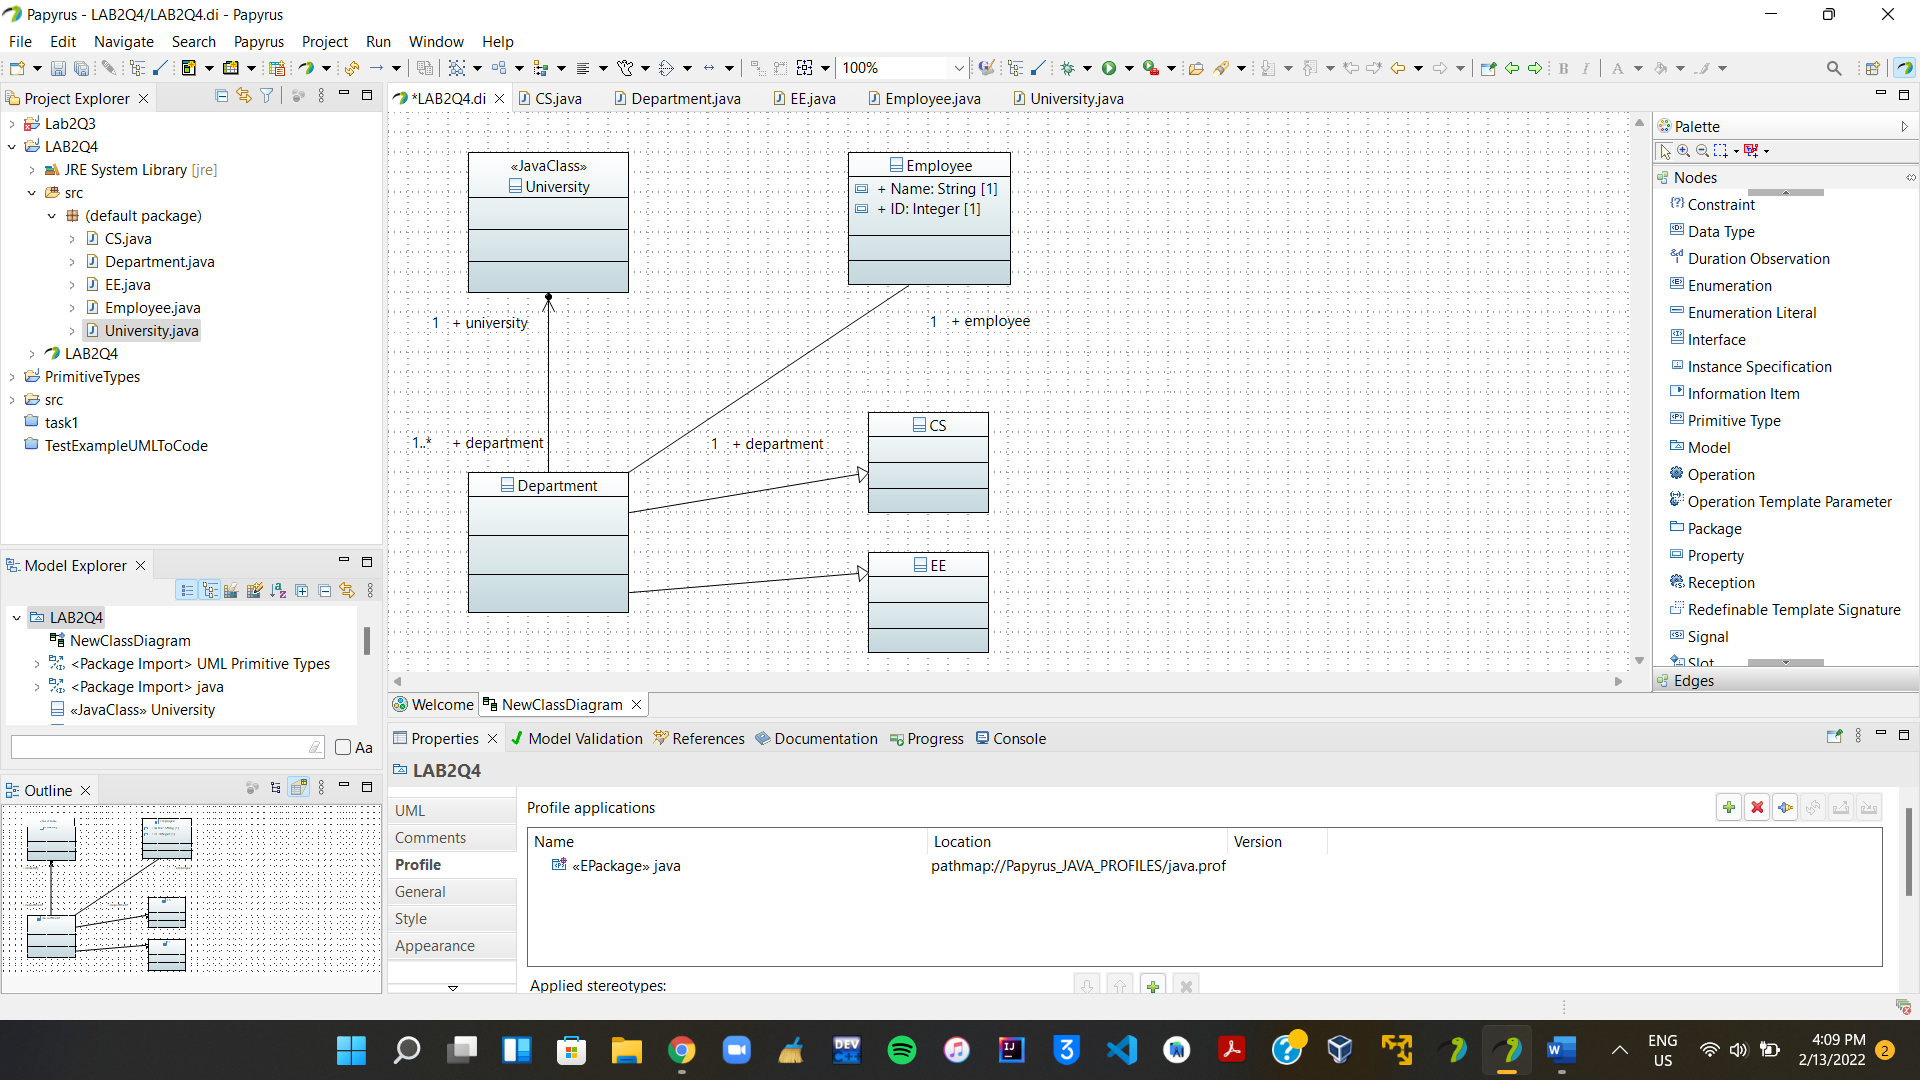 Papyrus - LAB2Q4/LAB2Q4.di - Papyrus
File Edit Navigate Search Papyrus Project Run Window Help
100%
Project Explorer
Lab2Q3
LAB2Q4
JRE System Library [jre]
src
(default package)
CS.java
Department.java
EE.java
Employee.java
University.java
LAB2Q4
PrimitiveTypes
src
task1
TestExampleUMLToCode
Model Explorer
LAB2Q4
NewClassDiagram
<Package Import> UML Primitive Types
<Package Import> java
«JavaClass» University
Aa
Outline
*LAB2Q4.di CS.java Department.java EE.java Employee.java University.java
«JavaClass»
University
Employee
+ Name: String [1]
+ ID: Integer [1]
1 + university
1 + employee
1..* + department
1 + department
CS
Department
EE
Palette
Nodes
Constraint
Data Type
Duration Observation
Enumeration
Enumeration Literal
Interface
Instance Specification
Information Item
Primitive Type
Model
Operation
Operation Template Parameter
Package
Property
Reception
Redefinable Template Signature
Signal
Slot
Edges
Welcome NewClassDiagram
Properties Model Validation References Documentation Progress Console
LAB2Q4
UML
Comments
Profile
General
Style
Appearance
Profile applications
Name Location Version
«EPackage» java pathmap://Papyrus_JAVA_PROFILES/java.prof
Applied stereotypes:
ENG
US
4:09 PM
2/13/2022
2